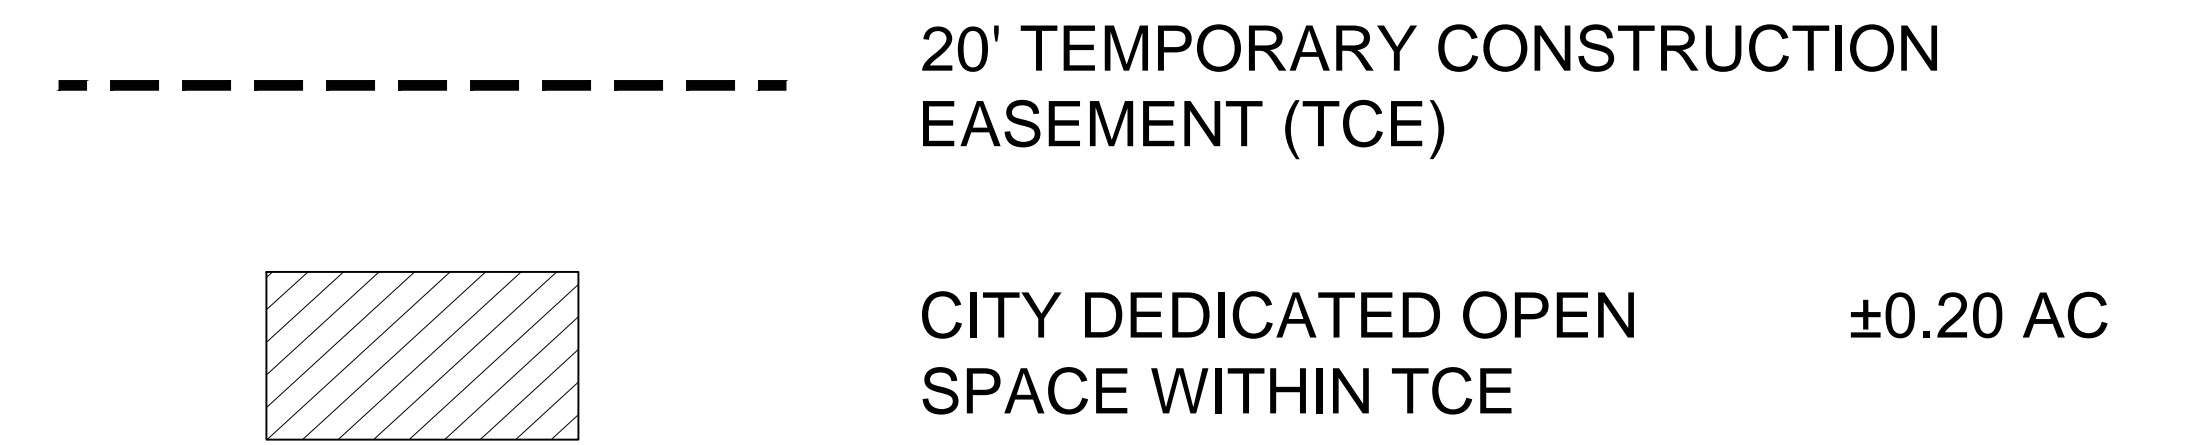 20' TEMPORARY CONSTRUCTION
EASEMENT (TCE)
CITY DEDICATED OPEN ±0.20 AC
SPACE WITHIN TCE